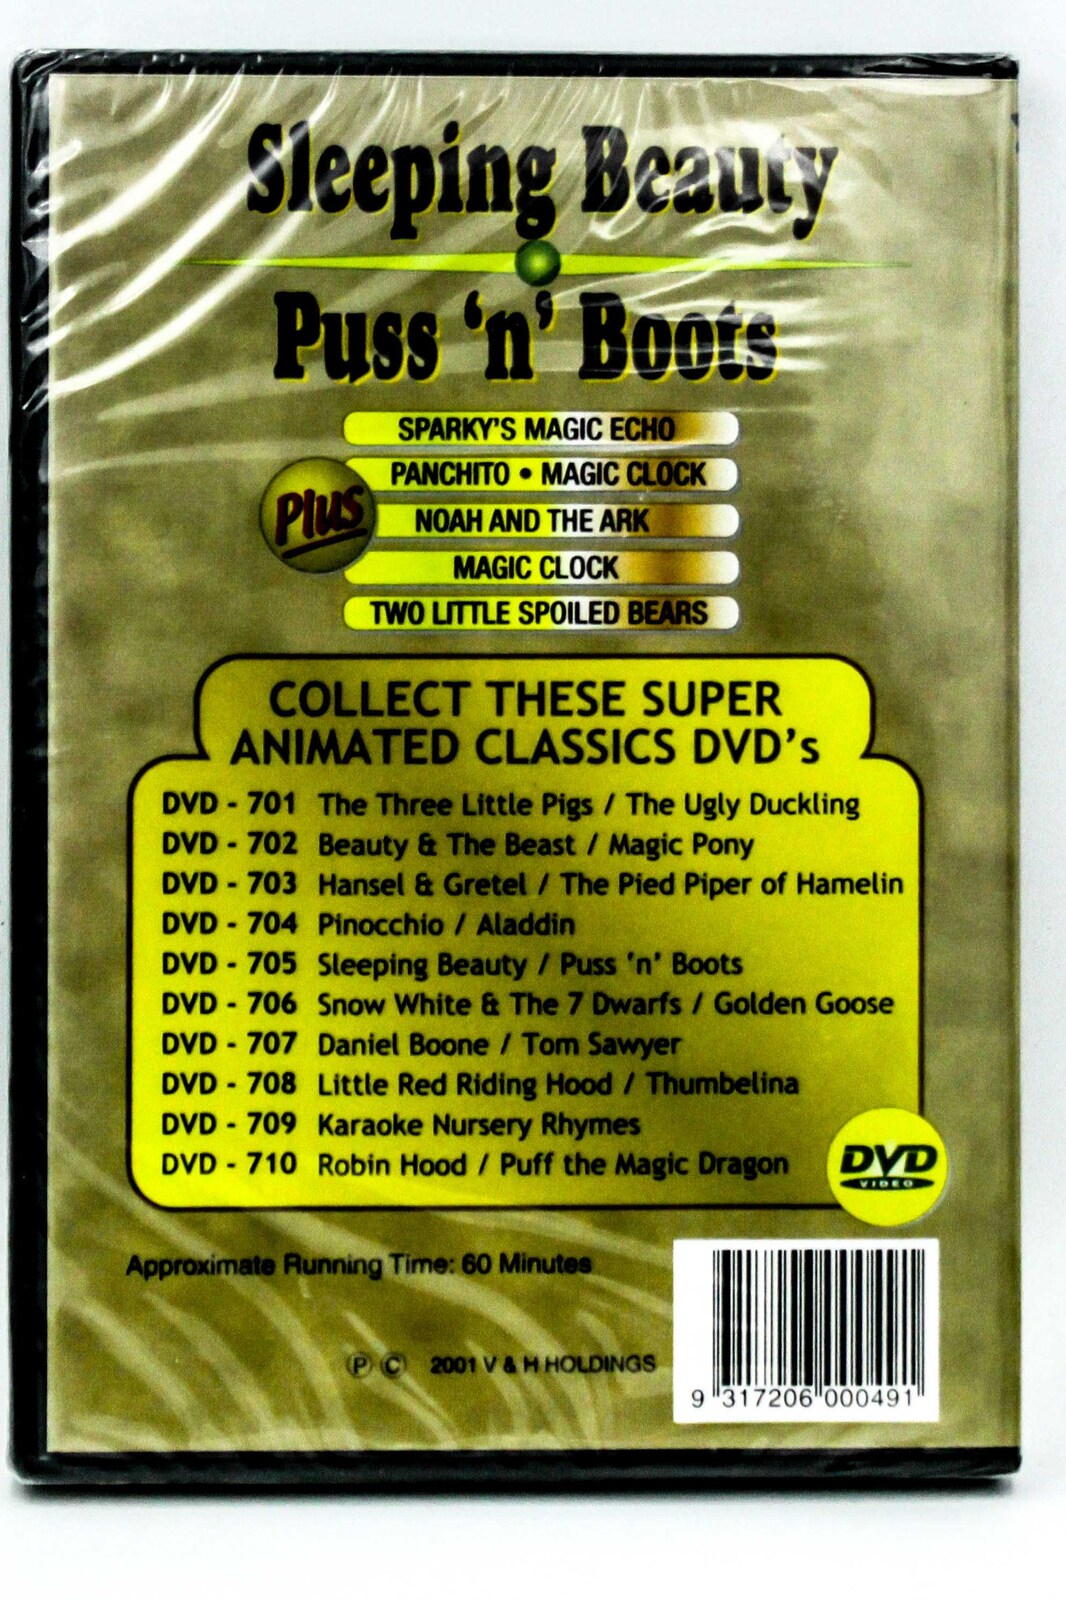 Sleeping Beauty
Puss 'n' Boots
SPARKY'S MAGIC ECHO
PANCHITO • MAGIC CLOCK
Plus
NOAH AND THE ARK
MAGIC CLOCK
TWO LITTLE SPOILED BEARS
COLLECT THESE SUPER
ANIMATED CLASSICS DVD's
DVD - 701 The Three Little Pigs / The Ugly Duckling
DVD - 702 Beauty & The Beast / Magic Pony
DVD - 703 Hansel & Gretel / The Pied Piper of Hamelin
DVD - 704 Pinocchio / Aladdin
DVD - 705 Sleeping Beauty / Puss 'n' Boots
DVD - 706 Snow White & The 7 Dwarfs / Golden Goose
DVD - 707 Daniel Boone / Tom Sawyer
DVD - 708 Little Red Riding Hood / Thumbelina
DVD - 709 Karaoke Nursery Rhymes
DVD - 710 Robin Hood / Puff the Magic Dragon
DVD
VIDEO
Approximate Running Time: 60 Minutes
Ⓟ © 2001 V & H HOLDINGS
9 317206 000491